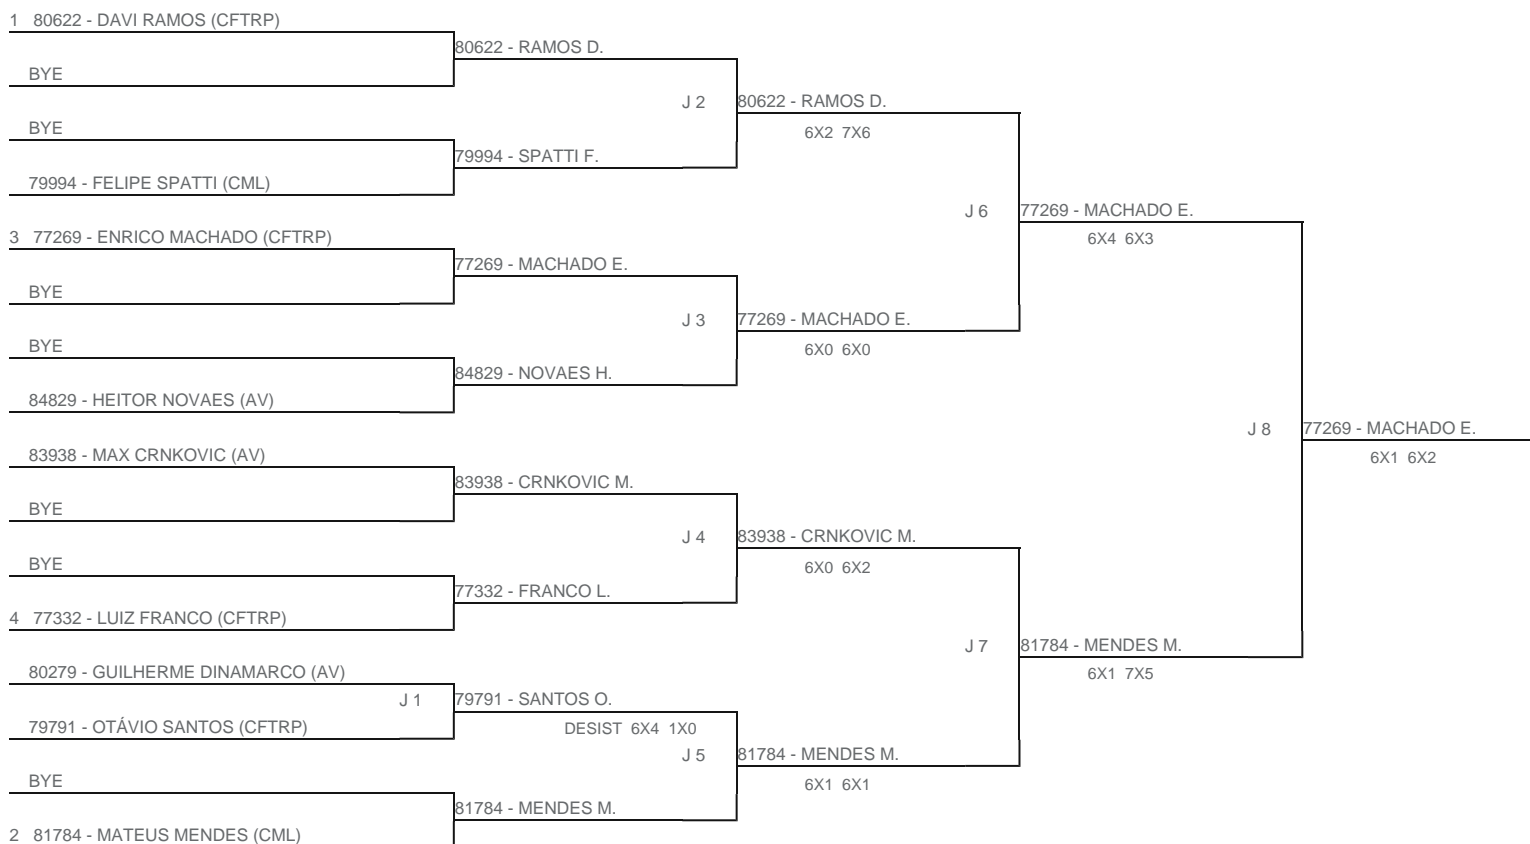 1 80622 - DAVI RAMOS (CFTRP)
80622 - RAMOS D.
BYE
J 2
80622 - RAMOS D.
BYE
6X2 7X6
79994 - SPATTI F.
79994 - FELIPE SPATTI (CML)
J 6
77269 - MACHADO E.
3 77269 - ENRICO MACHADO (CFTRP)
6X4 6X3
77269 - MACHADO E.
BYE
J 3
77269 - MACHADO E.
BYE
6X0 6X0
84829 - NOVAES H.
84829 - HEITOR NOVAES (AV)
J 8
77269 - MACHADO E.
83938 - MAX CRNKOVIC (AV)
6X1 6X2
83938 - CRNKOVIC M.
BYE
J 4
83938 - CRNKOVIC M.
BYE
6X0 6X2
77332 - FRANCO L.
4 77332 - LUIZ FRANCO (CFTRP)
J 7
81784 - MENDES M.
80279 - GUILHERME DINAMARCO (AV)
6X1 7X5
J 1
79791 - SANTOS O.
79791 - OTÁVIO SANTOS (CFTRP)
DESIST 6X4 1X0
J 5
81784 - MENDES M.
BYE
6X1 6X1
81784 - MENDES M.
2 81784 - MATEUS MENDES (CML)